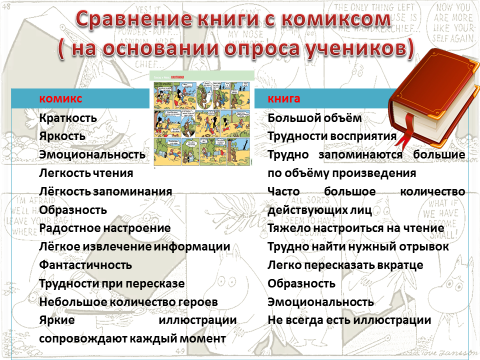 Сравнение книги с комиксом
( на основании опроса учеников)
комикс
Краткость
Яркость
Эмоциональность
Легкость чтения
Лёгкость запоминания
Образность
Радостное настроение
Лёгкое извлечение информации
Фантастичность
Трудности при пересказе
Небольшое количество героев
Яркие иллюстрации
сопровождают каждый момент
книга
Большой объём
Трудности восприятия
Трудно запоминаются большие
по объёму произведения
Часто большое количество
действующих лиц
Тяжело настроиться на чтение
Трудно найти нужный отрывок
Легко пересказать вкратце
Образность
Эмоциональность
Не всегда есть иллюстрации